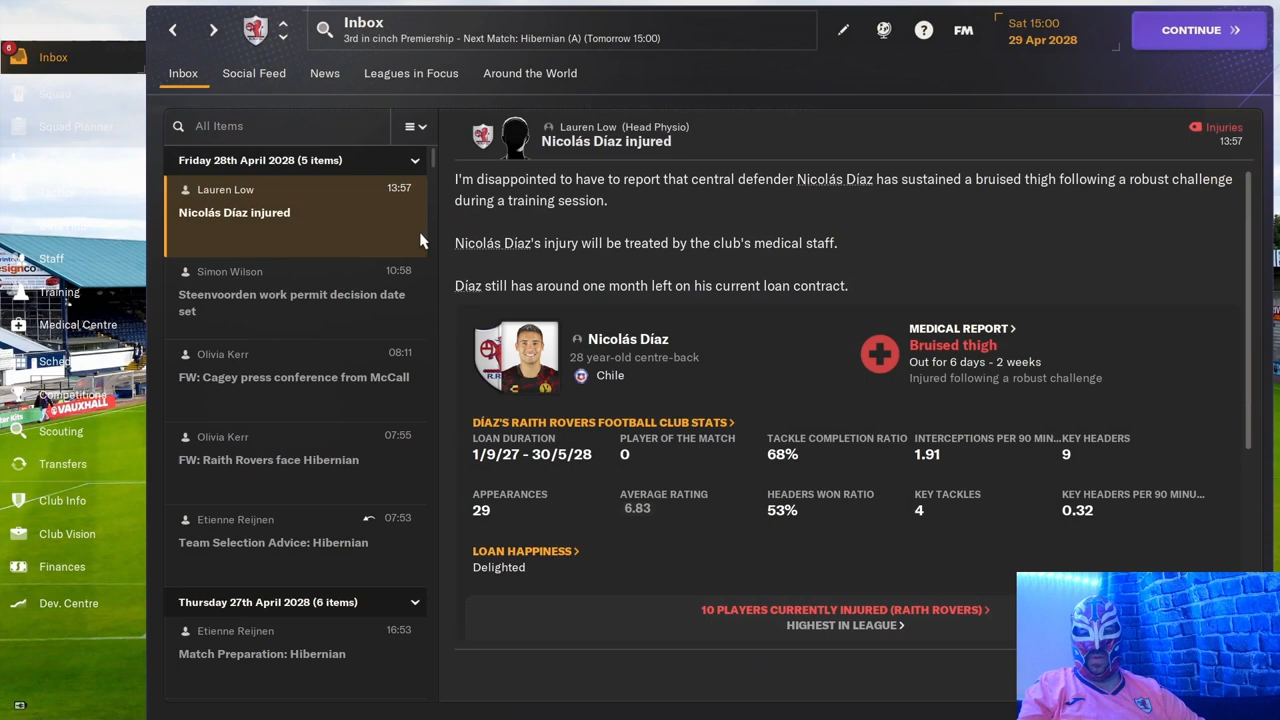 Inbox
3rd in cinch Premiership - Next Match: Hibernian (A) (Tomorrow 15:00)
FM
Sat 15:00
29 Apr 2028
CONTINUE
6
Inbox
Squad
Squad Planner
Staff
Training
Medical Centre
Sched
Competitions
Scouting
Transfers
Club Info
Club Vision
Finances
Dev. Centre
VAUXHALL
Inbox
Social Feed
News
Leagues in Focus
Around the World
All Items
Friday 28th April 2028 (5 items)
Lauren Low 13:57
Nicolás Díaz injured
Simon Wilson 10:58
Steenvoorden work permit decision date
set
Olivia Kerr 08:11
FW: Cagey press conference from McCall
Olivia Kerr 07:55
FW: Raith Rovers face Hibernian
Etienne Reijnen 07:53
Team Selection Advice: Hibernian
Thursday 27th April 2028 (6 items)
Etienne Reijnen 16:53
Match Preparation: Hibernian
Lauren Low (Head Physio)
Nicolás Díaz injured
Injuries
13:57
I'm disappointed to have to report that central defender Nicolás Díaz has sustained a bruised thigh following a robust challenge
during a training session.
Nicolás Díaz's injury will be treated by the club's medical staff.
Díaz still has around one month left on his current loan contract.
Nicolás Díaz
28 year-old centre-back
Chile
MEDICAL REPORT >
Bruised thigh
Out for 6 days - 2 weeks
Injured following a robust challenge
DÍAZ'S RAITH ROVERS FOOTBALL CLUB STATS >
LOAN DURATION PLAYER OF THE MATCH TACKLE COMPLETION RATIO INTERCEPTIONS PER 90 MIN... KEY HEADERS
1/9/27 - 30/5/28 0 68% 1.91 9
APPEARANCES AVERAGE RATING HEADERS WON RATIO KEY TACKLES KEY HEADERS PER 90 MINU...
29 6.83 53% 4 0.32
LOAN HAPPINESS >
Delighted
10 PLAYERS CURRENTLY INJURED (RAITH ROVERS) >
HIGHEST IN LEAGUE >